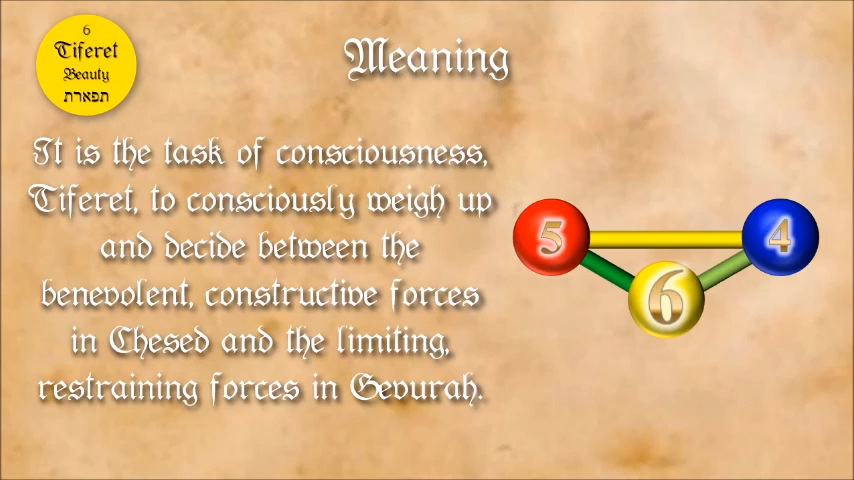 6
Tiferet
Beauty
תפארת
Meaning
It is the task of consciousness,
Tiferet, to consciously weigh up
and decide between the
benevolent, constructive forces
in Chesed and the limiting,
restraining forces in Gevurah.
5
4
6